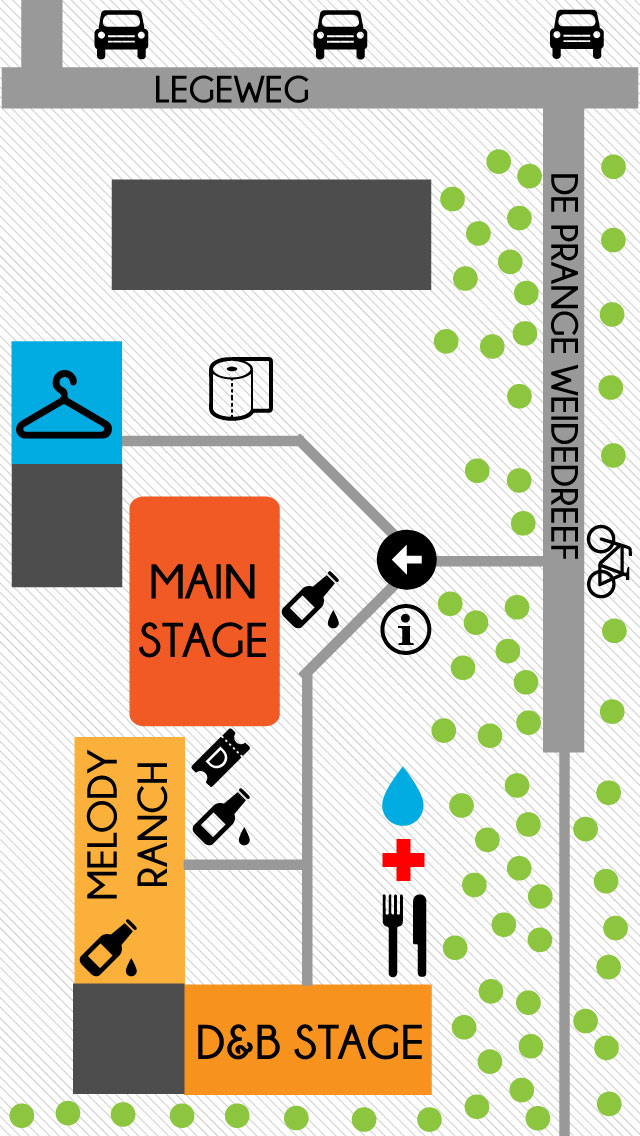 LEGEWEG
DE PRANGE WEIDEDREEF
MAIN
STAGE
i
D
MELODY
RANCH
D&B STAGE